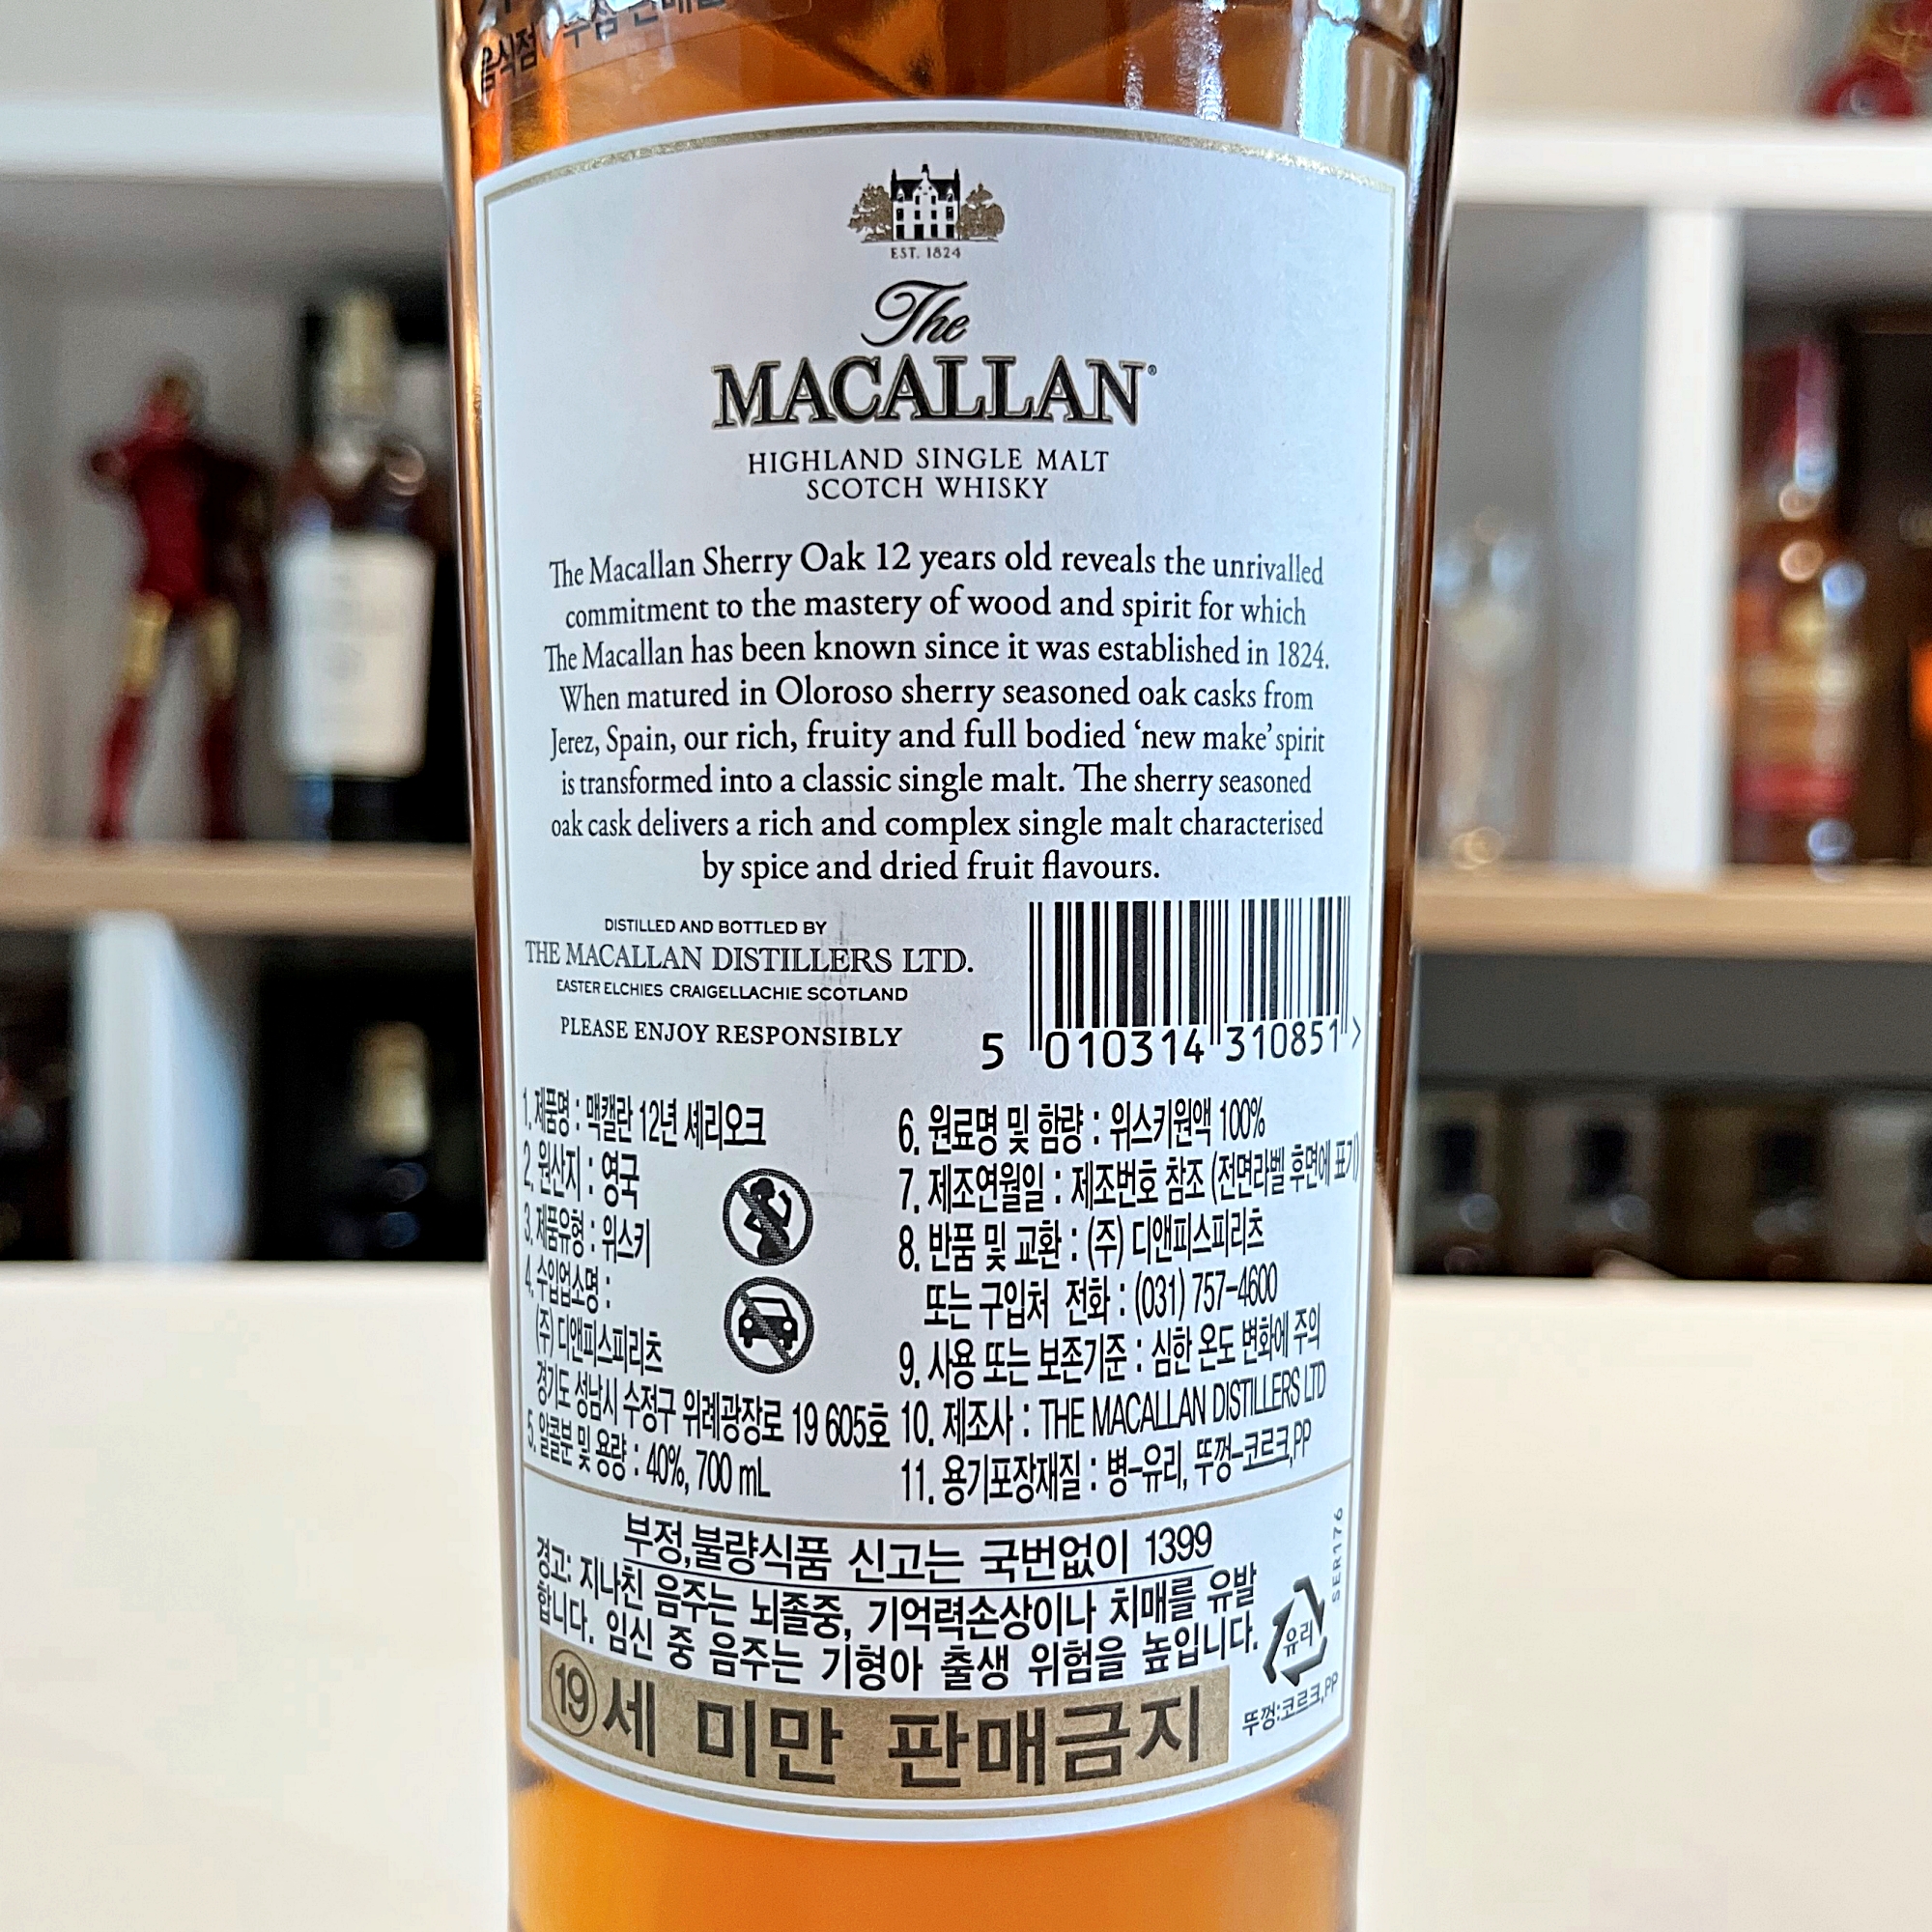 음식점
EST. 1824
The
MACALLAN®
HIGHLAND SINGLE MALT
SCOTCH WHISKY
The Macallan Sherry Oak 12 years old reveals the unrivalled
commitment to the mastery of wood and spirit for which
The Macallan has been known since it was established in 1824.
When matured in Oloroso sherry seasoned oak casks from
Jerez, Spain, our rich, fruity and full bodied ‘new make’ spirit
is transformed into a classic single malt. The sherry seasoned
oak cask delivers a rich and complex single malt characterised
by spice and dried fruit flavours.
DISTILLED AND BOTTLED BY
THE MACALLAN DISTILLERS LTD.
EASTER ELCHIES CRAIGELLACHIE SCOTLAND
PLEASE ENJOY RESPONSIBLY
5 010314 310851 >
1. 제품명 : 맥캘란 12년 셰리오크
2. 원산지 : 영국
3. 제품유형 : 위스키
4. 수입업소명 :
(주) 디앤피스피리츠
경기도 성남시 수정구 위례광장로 19 605호
5. 알콜분 및 용량 : 40%, 700 mL
6. 원료명 및 함량 : 위스키원액 100%
7. 제조연월일 : 제조번호 참조 (전면라벨 후면에 표기)
8. 반품 및 교환 : (주) 디앤피스피리츠
또는 구입처 전화 : (031) 757-4600
9. 사용 또는 보존기준 : 심한 온도 변화에 주의
10. 제조사 : THE MACALLAN DISTILLERS LTD
11. 용기포장재질 : 병-유리, 뚜껑-코르크,PP
부정,불량식품 신고는 국번없이 1399
경고: 지나친 음주는 뇌졸중, 기억력손상이나 치매를 유발
합니다. 임신 중 음주는 기형아 출생 위험을 높입니다.
19세 미만 판매금지
SER176
유리
뚜껑:코르크,PP